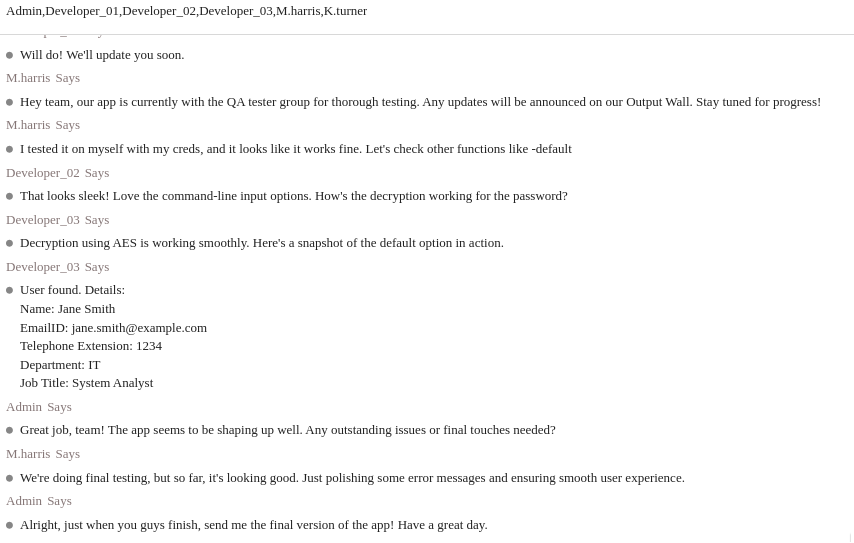 Admin,Developer_01,Developer_02,Developer_03,M.harris,K.turner
Will do! We'll update you soon.
M.harris Says
Hey team, our app is currently with the QA tester group for thorough testing. Any updates will be announced on our Output Wall. Stay tuned for progress!
M.harris Says
I tested it on myself with my creds, and it looks like it works fine. Let's check other functions like -default
Developer_02 Says
That looks sleek! Love the command-line input options. How's the decryption working for the password?
Developer_03 Says
Decryption using AES is working smoothly. Here's a snapshot of the default option in action.
Developer_03 Says
User found. Details:
Name: Jane Smith
EmailID: jane.smith@example.com
Telephone Extension: 1234
Department: IT
Job Title: System Analyst
Admin Says
Great job, team! The app seems to be shaping up well. Any outstanding issues or final touches needed?
M.harris Says
We're doing final testing, but so far, it's looking good. Just polishing some error messages and ensuring smooth user experience.
Admin Says
Alright, just when you guys finish, send me the final version of the app! Have a great day.